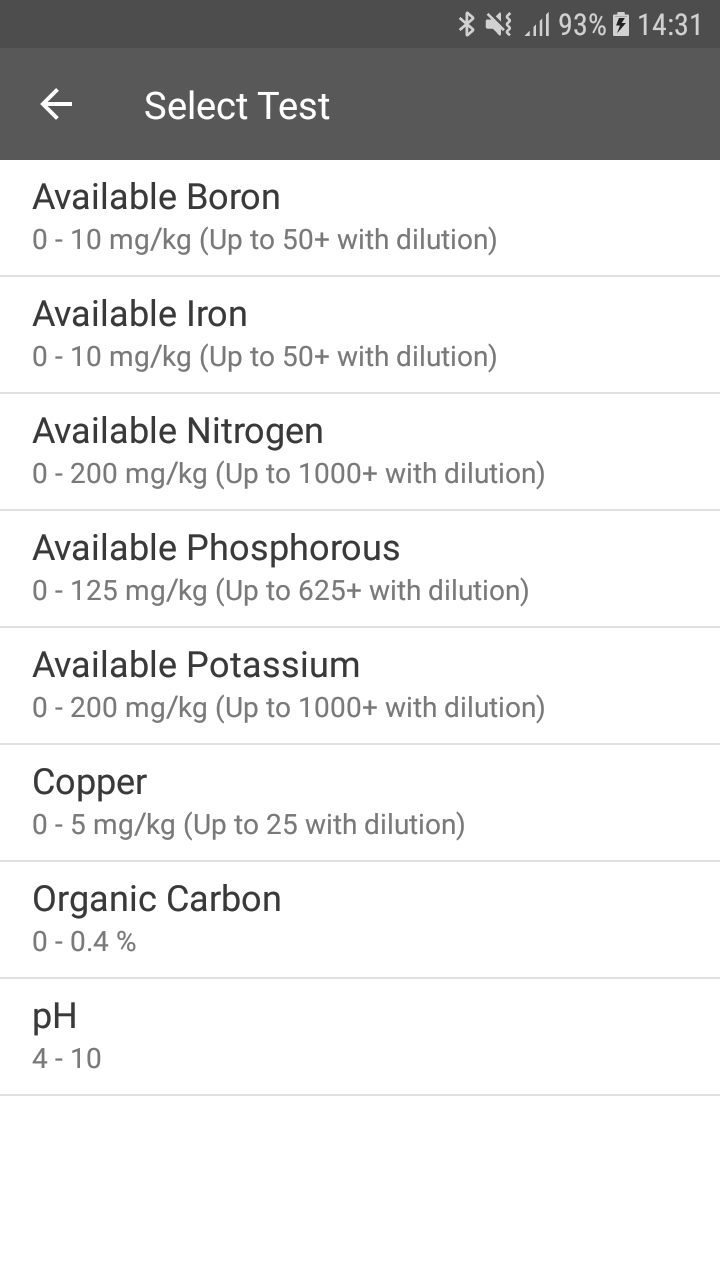 93% 14:31
Select Test
Available Boron
0 - 10 mg/kg (Up to 50+ with dilution)
Available Iron
0 - 10 mg/kg (Up to 50+ with dilution)
Available Nitrogen
0 - 200 mg/kg (Up to 1000+ with dilution)
Available Phosphorous
0 - 125 mg/kg (Up to 625+ with dilution)
Available Potassium
0 - 200 mg/kg (Up to 1000+ with dilution)
Copper
0 - 5 mg/kg (Up to 25 with dilution)
Organic Carbon
0 - 0.4 %
pH
4 - 10